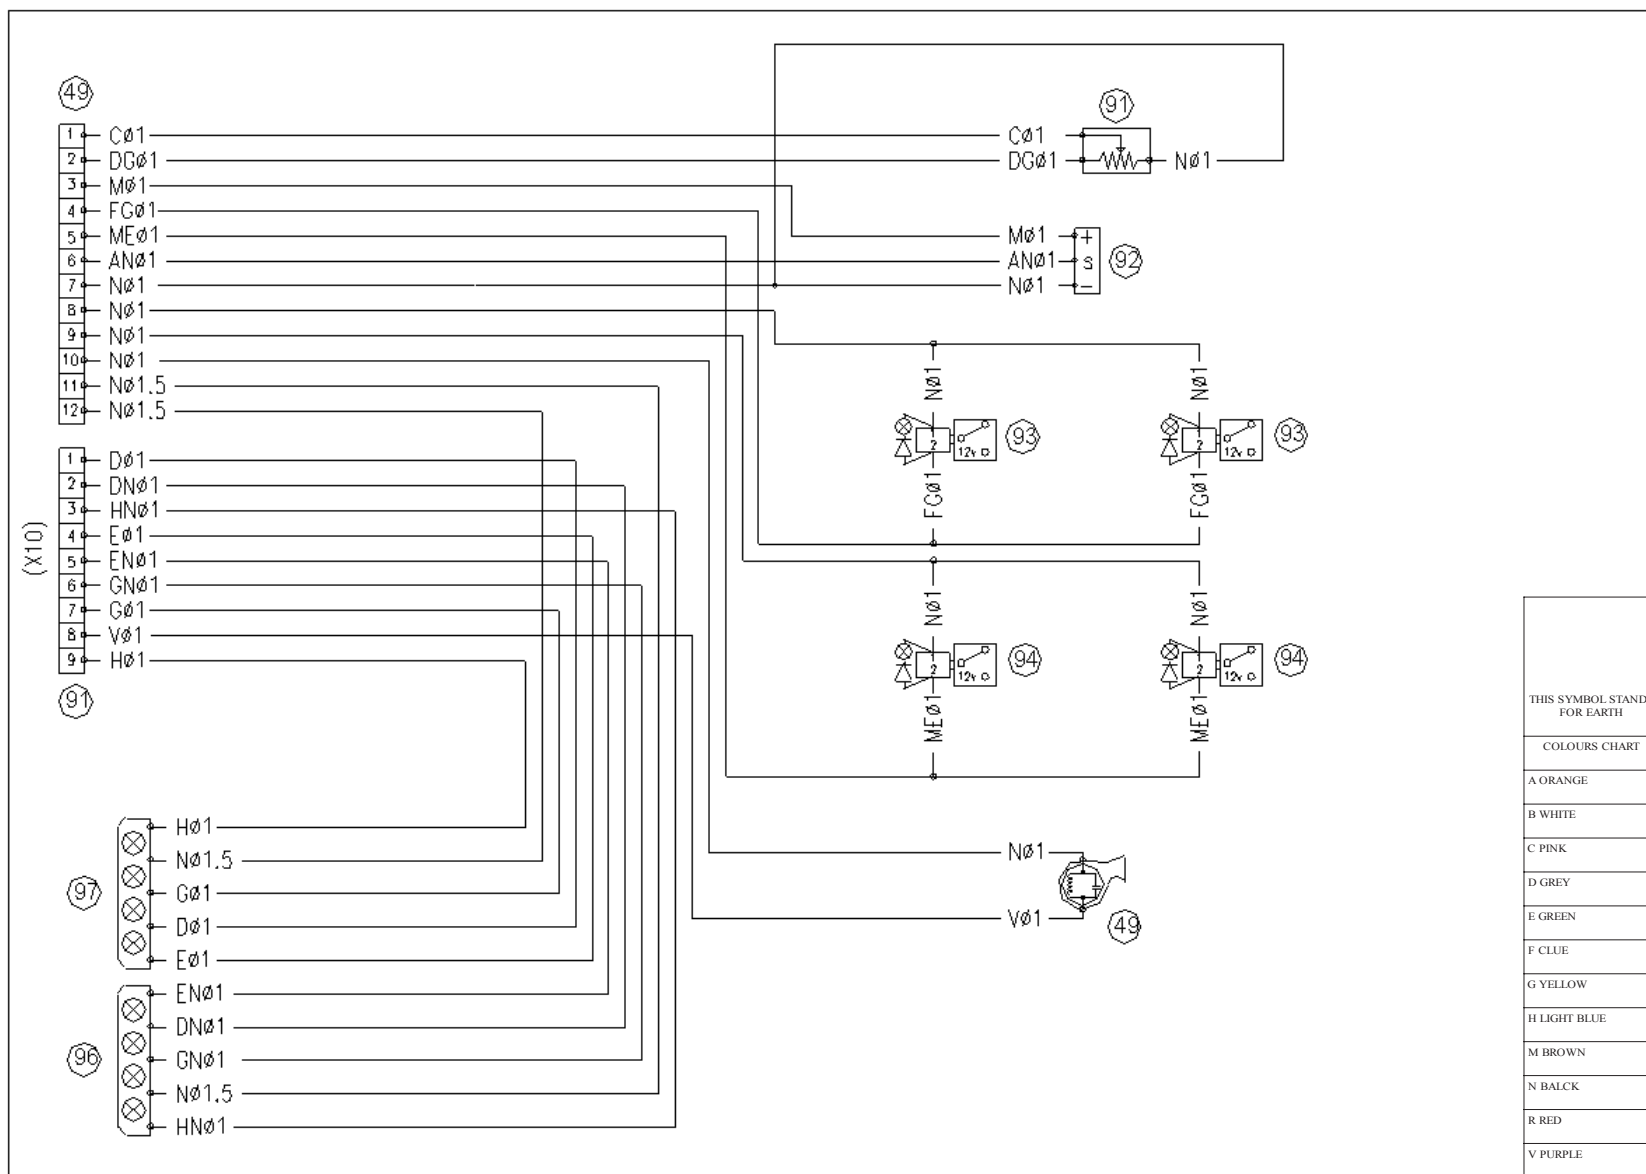 49
1 CØ1 CØ1 91
2 DGØ1 DGØ1 NØ1
3 MØ1
4 FGØ1
5 MEØ1 MØ1 +
6 ANØ1 ANØ1 S 92
7 NØ1 NØ1 -
8 NØ1
9 NØ1
10 NØ1
11 NØ1.5
12 NØ1.5
NØ1 NØ1
1 2 12v 93
1 2 12v 93
FGØ1 FGØ1
(X10)
1 DØ1
2 DNØ1
3 HNØ1
4 EØ1
5 ENØ1
6 GNØ1
7 GØ1
8 VØ1
9 HØ1
91
NØ1 NØ1
1 2 12v 94
1 2 12v 94
MEØ1 MEØ1
97
HØ1
NØ1.5
GØ1
DØ1
EØ1
96
ENØ1
DNØ1
GNØ1
NØ1.5
HNØ1
NØ1
VØ1
49
THIS SYMBOL STAND
FOR EARTH
COLOURS CHART
A ORANGE
B WHITE
C PINK
D GREY
E GREEN
F CLUE
G YELLOW
H LIGHT BLUE
M BROWN
N BALCK
R RED
V PURPLE